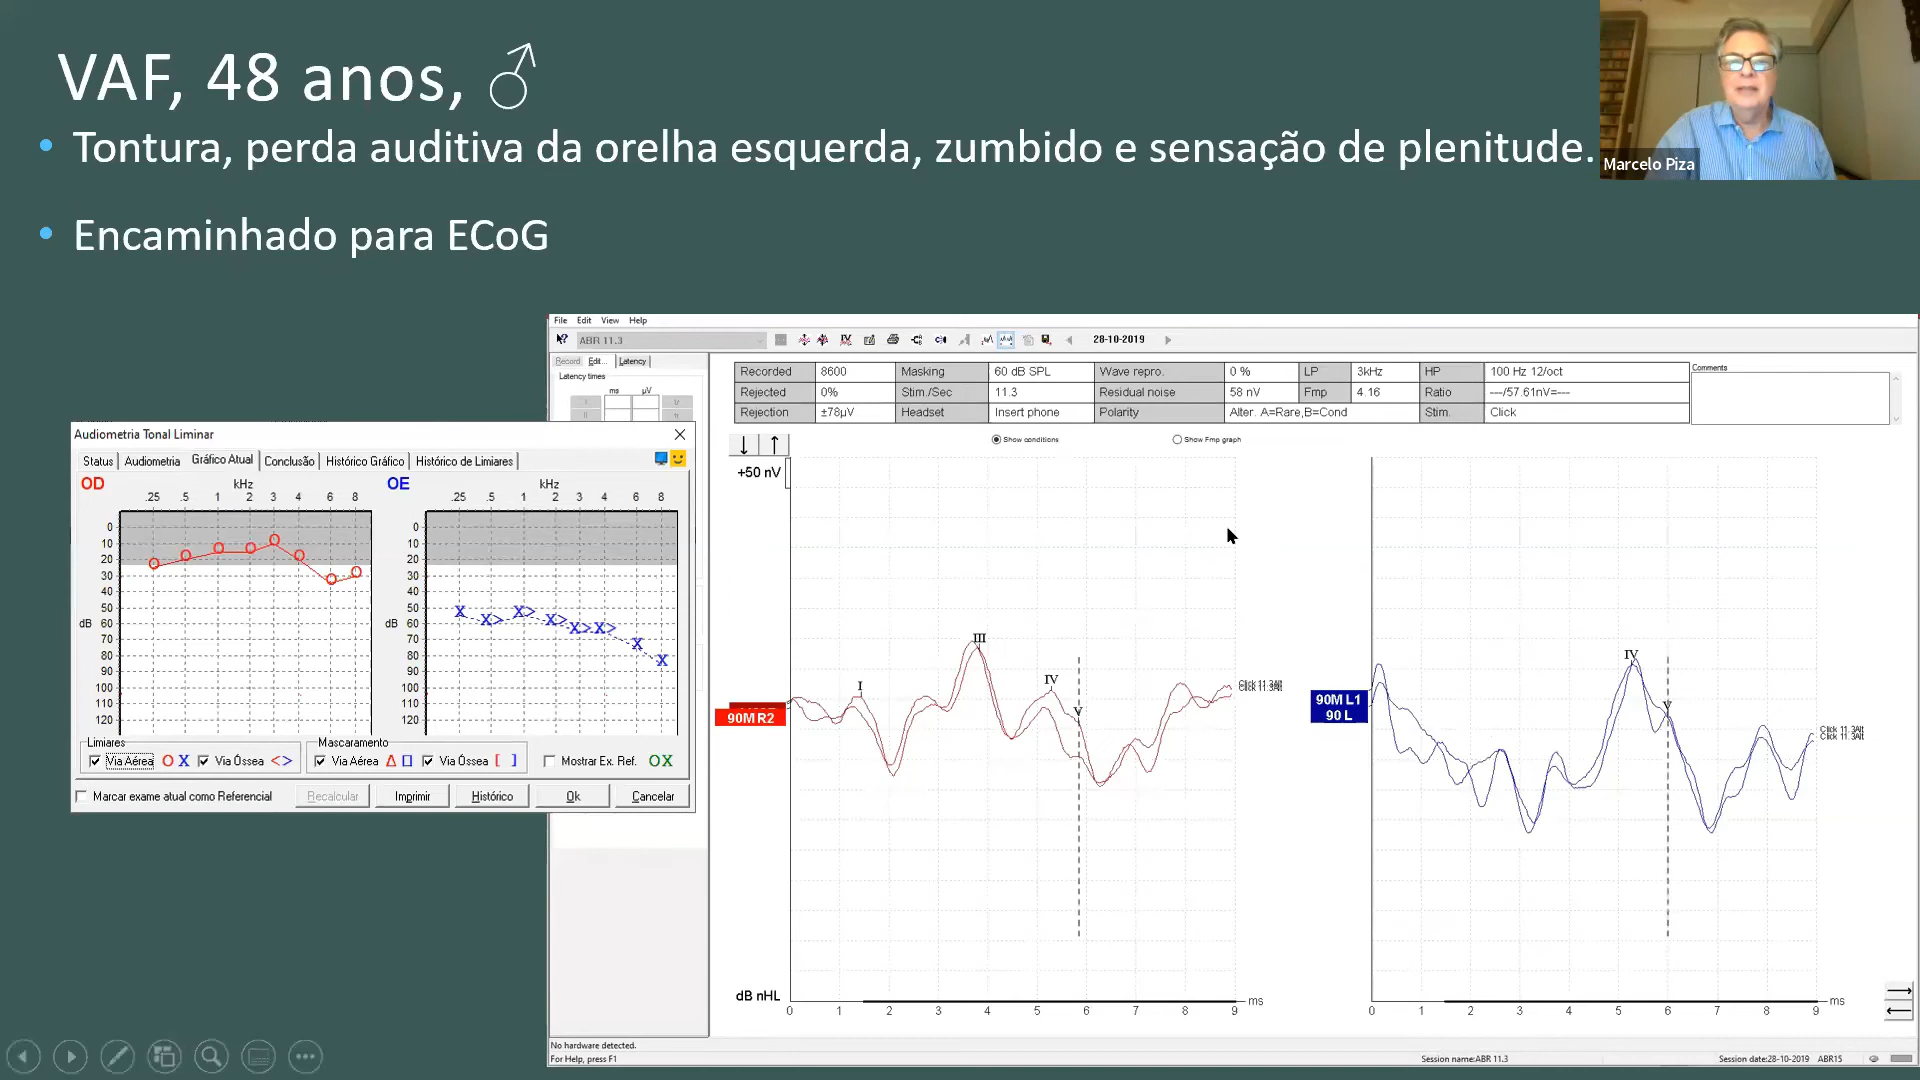 VAF, 48 anos, ♂
• Tontura, perda auditiva da orelha esquerda, zumbido e sensação de plenitude.
• Encaminhado para ECoG
Marcelo Piza
File Edit View Help
ABR 11.3
28-10-2019
Record Edit... Latency
Latency times
ms µV
Recorded 8600 Masking 60 dB SPL Wave repro. 0 % LP 3kHz HP 100 Hz 12/oct
Rejected 0% Stim./Sec 11.3 Residual noise 58 nV Fmp 4.16 Ratio ---/57.61nV=---
Rejection ±78µV Headset Insert phone Polarity Alter. A=Rare,B=Cond Stim. Click
Comments
Show conditions Show Fmp graph
+50 nV
I III IV V
90M R2
Click 11.3Alt
dB nHL
0 1 2 3 4 5 6 7 8 9 ms
IV V
90M L1
90 L
Click 11.3Alt
Click 11.3Alt
0 1 2 3 4 5 6 7 8 9 ms
No hardware detected.
For Help, press F1
Session name:ABR 11.3 Session date:28-10-2019 ABR15
Audiometria Tonal Liminar
Status Audiometria Gráfico Atual Conclusão Histórico Gráfico Histórico de Limiares
OD kHz
.25 .5 1 2 3 4 6 8
0
10
20
30
40
50
dB 60
70
80
90
100
110
120
OE kHz
.25 .5 1 2 3 4 6 8
0
10
20
30
40
50
dB 60
70
80
90
100
110
120
Limiares
Via Aérea O X Via Óssea < >
Mascaramento
Via Aérea Via Óssea [ ]
Mostrar Ex. Ref. O X
Marcar exame atual como Referencial Recalcular Imprimir Histórico Ok Cancelar